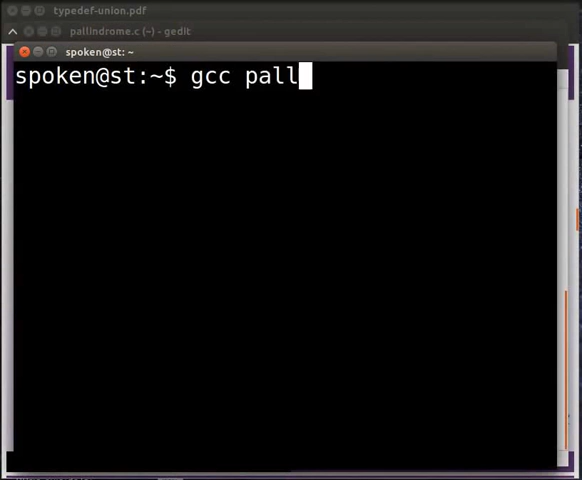 typedef-union.pdf
pallindrome.c (~) - gedit
spoken@st: ~
spoken@st:~$ gcc pall